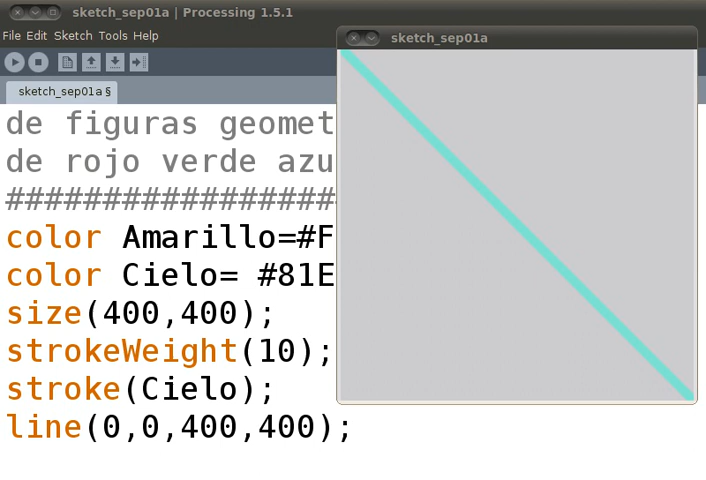 sketch_sep01a | Processing 1.5.1
File Edit Sketch Tools Help
sketch_sep01a
sketch_sep01a §
de figuras geomet
de rojo verde azu
#################
color Amarillo=#F
color Cielo= #81E
size(400,400);
strokeWeight(10);
stroke(Cielo);
line(0,0,400,400);